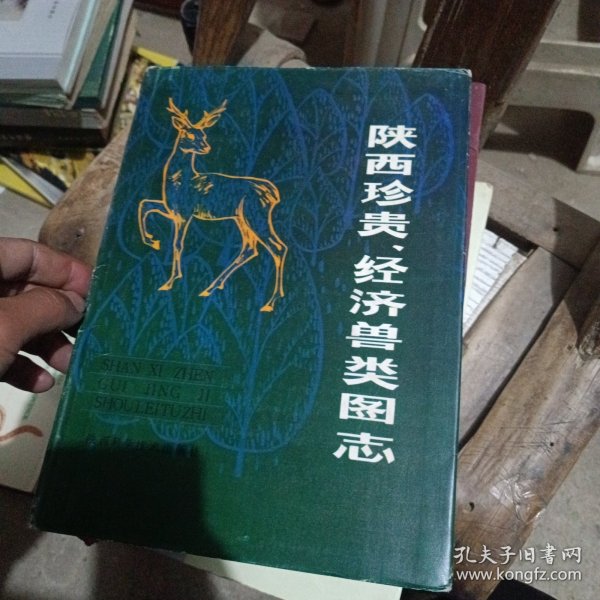 陕西珍贵、经济兽类图志
SHAN XI ZHEN
JING JI
SHOULEITUZHI
孔夫子旧书网
www.kongfz.com